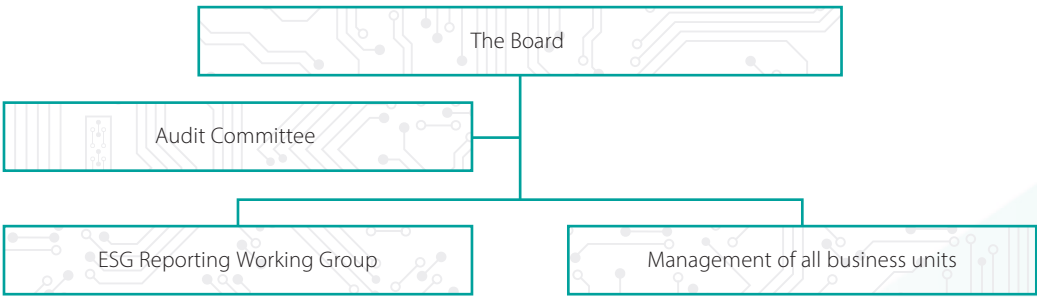 The Board
Audit Committee
ESG Reporting Working Group
Management of all business units